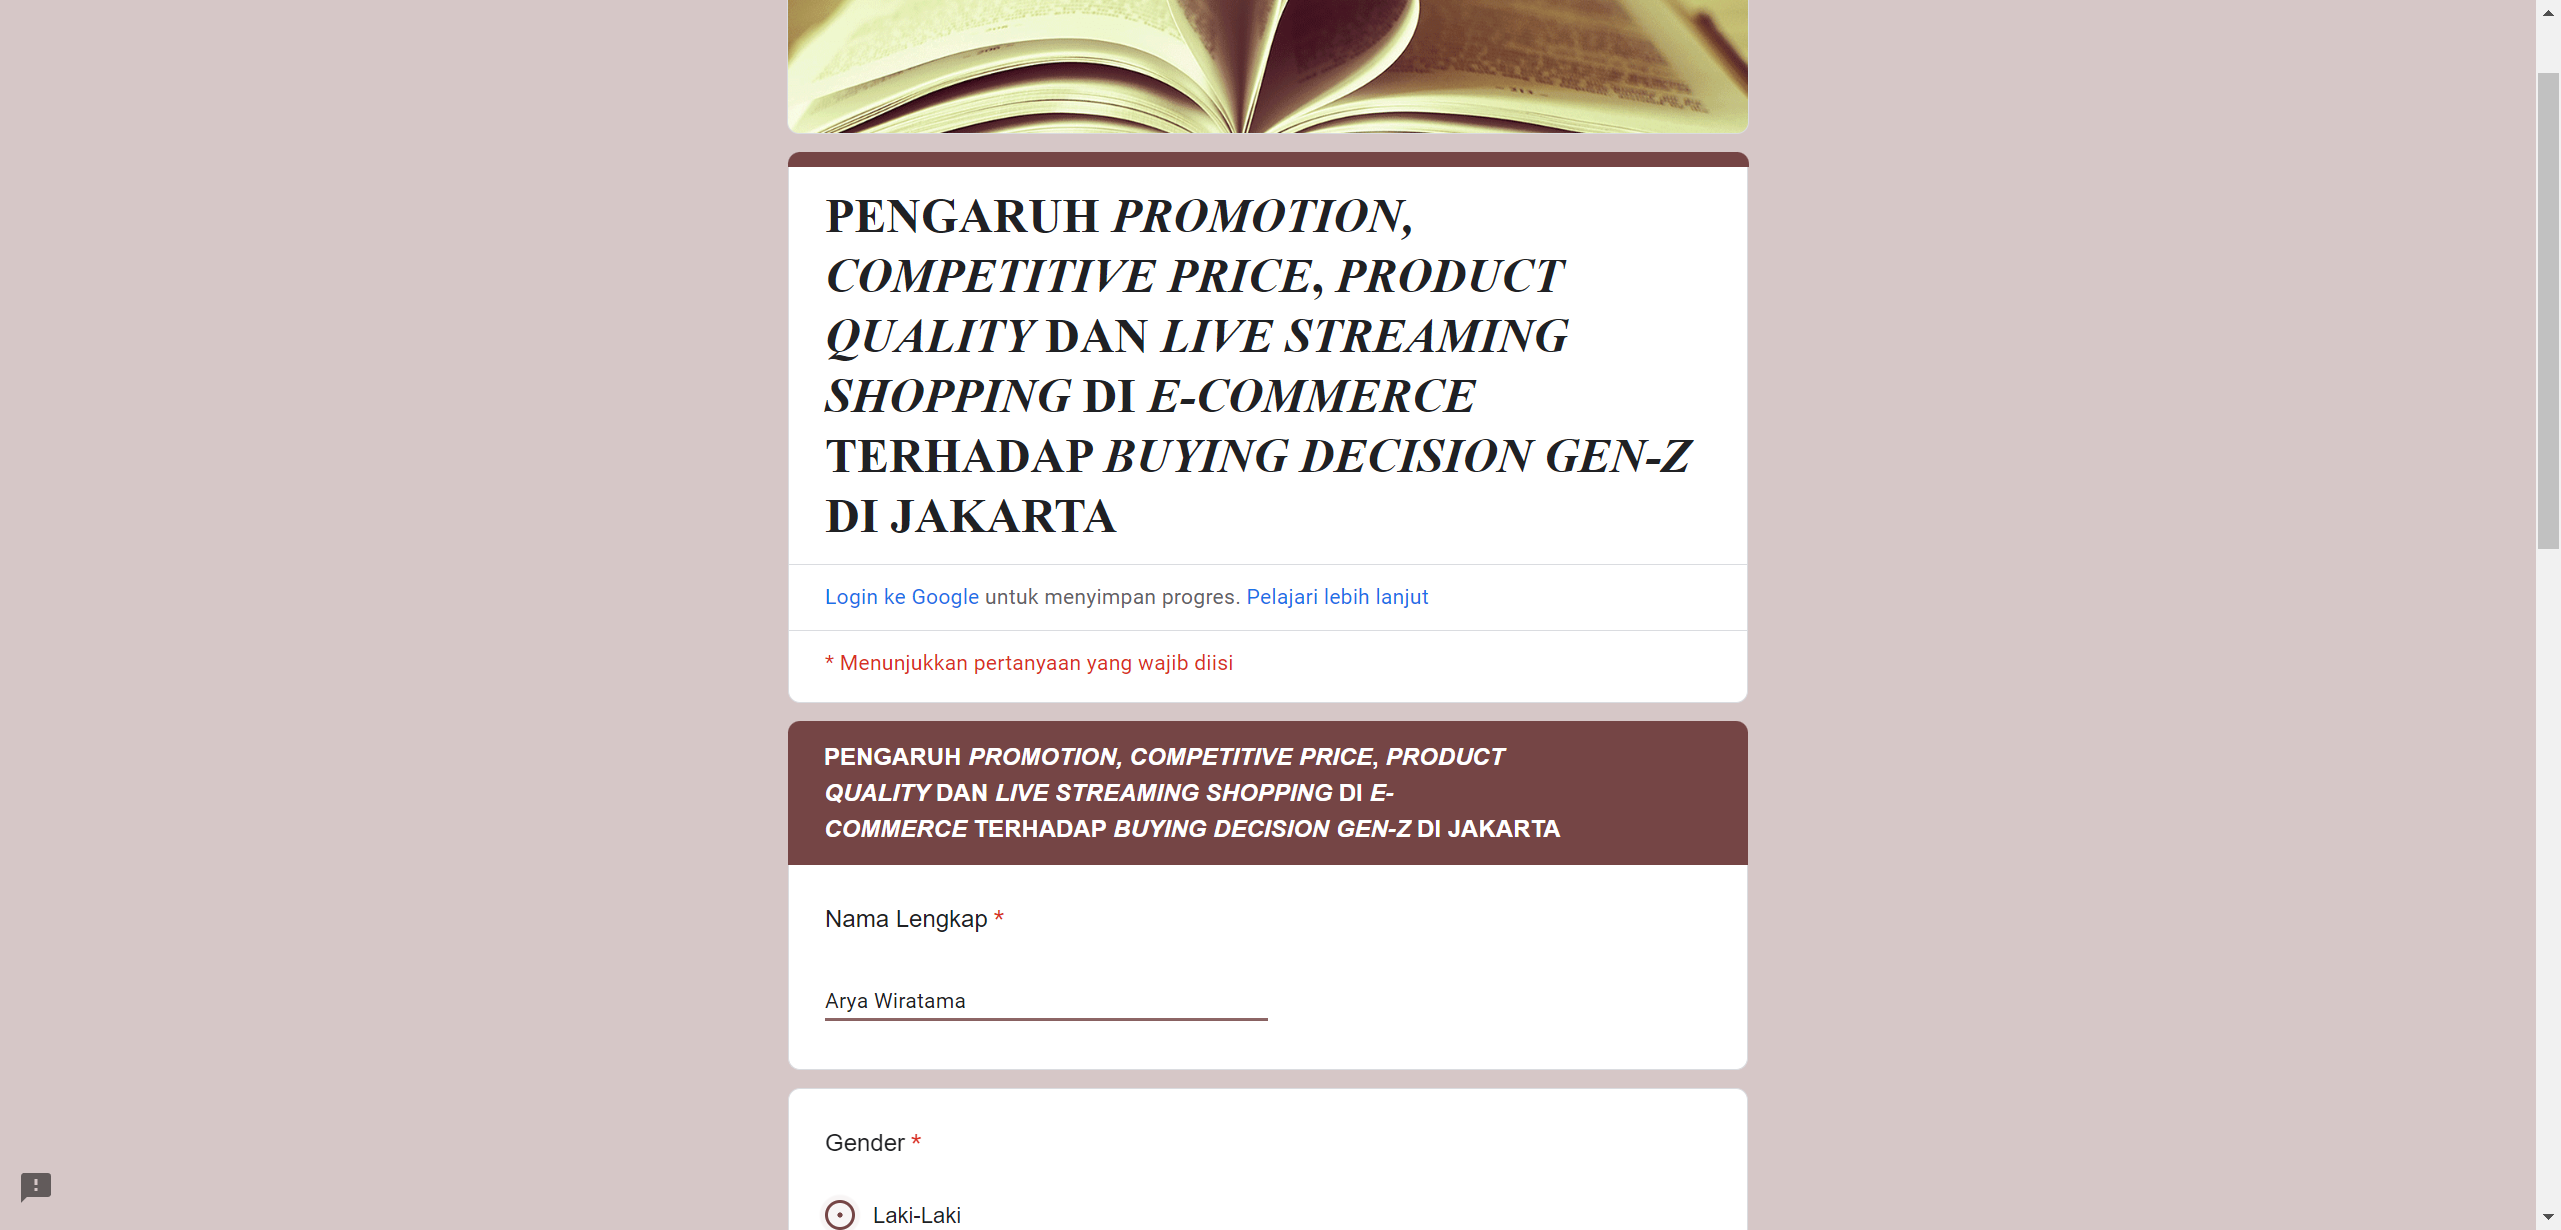 PENGARUH PROMOTION,
COMPETITIVE PRICE, PRODUCT
QUALITY DAN LIVE STREAMING
SHOPPING DI E-COMMERCE
TERHADAP BUYING DECISION GEN-Z
DI JAKARTA
Login ke Google untuk menyimpan progres. Pelajari lebih lanjut
* Menunjukkan pertanyaan yang wajib diisi
PENGARUH PROMOTION, COMPETITIVE PRICE, PRODUCT
QUALITY DAN LIVE STREAMING SHOPPING DI E-
COMMERCE TERHADAP BUYING DECISION GEN-Z DI JAKARTA
Nama Lengkap *
Arya Wiratama
Gender *
Laki-Laki